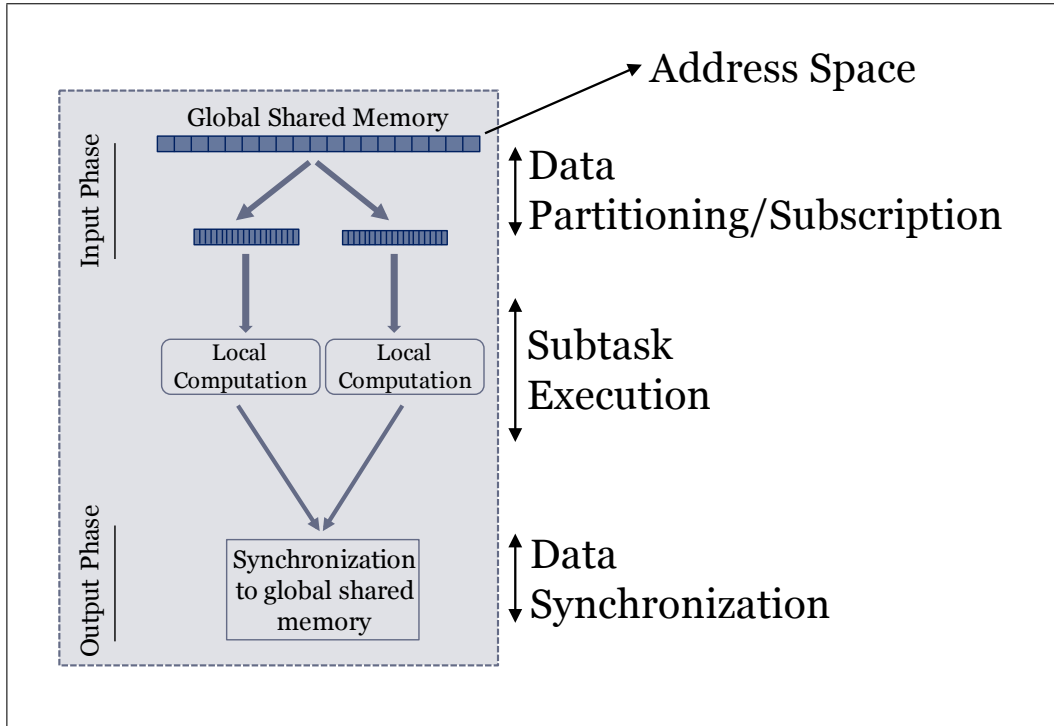 Address Space
Global Shared Memory
Input Phase
Data
Partitioning/Subscription
Local
Computation
Local
Computation
Subtask
Execution
Output Phase
Synchronization
to global shared
memory
Data
Synchronization